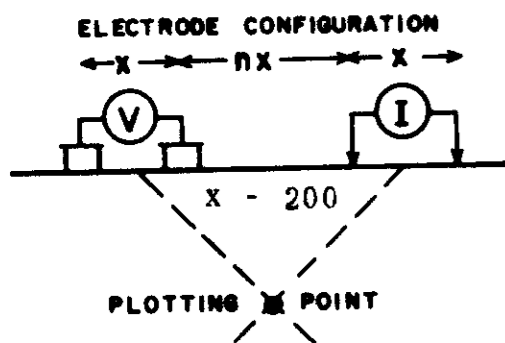 ELECTRODE CONFIGURATION
x nx x
V I
x - 200
PLOTTING POINT